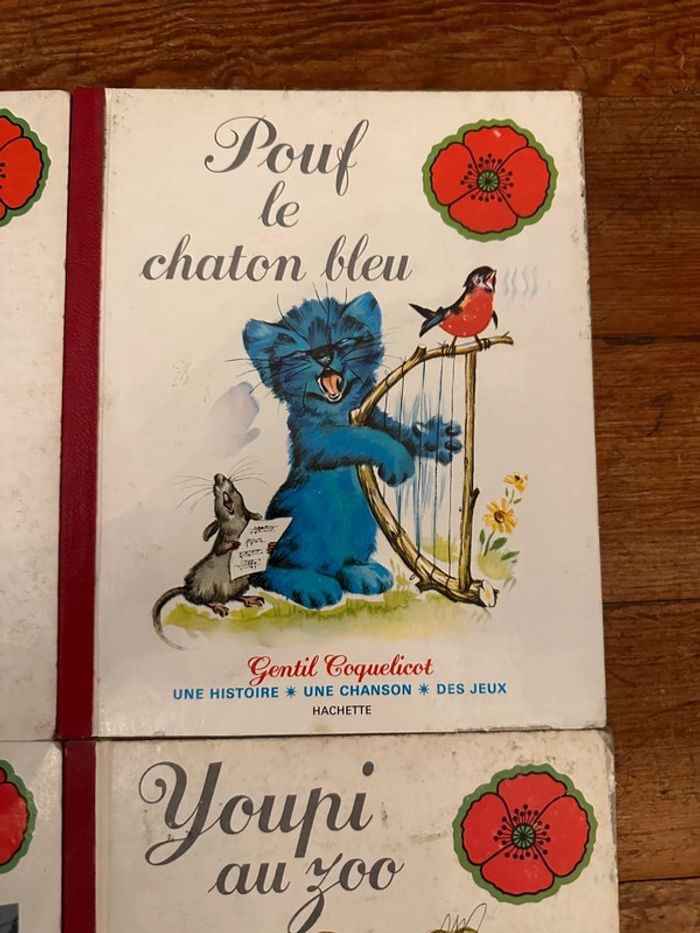 Pouf
le
chaton bleu
Gentil Coquelicot
UNE HISTOIRE * UNE CHANSON * DES JEUX
HACHETTE
Youpi
au zoo